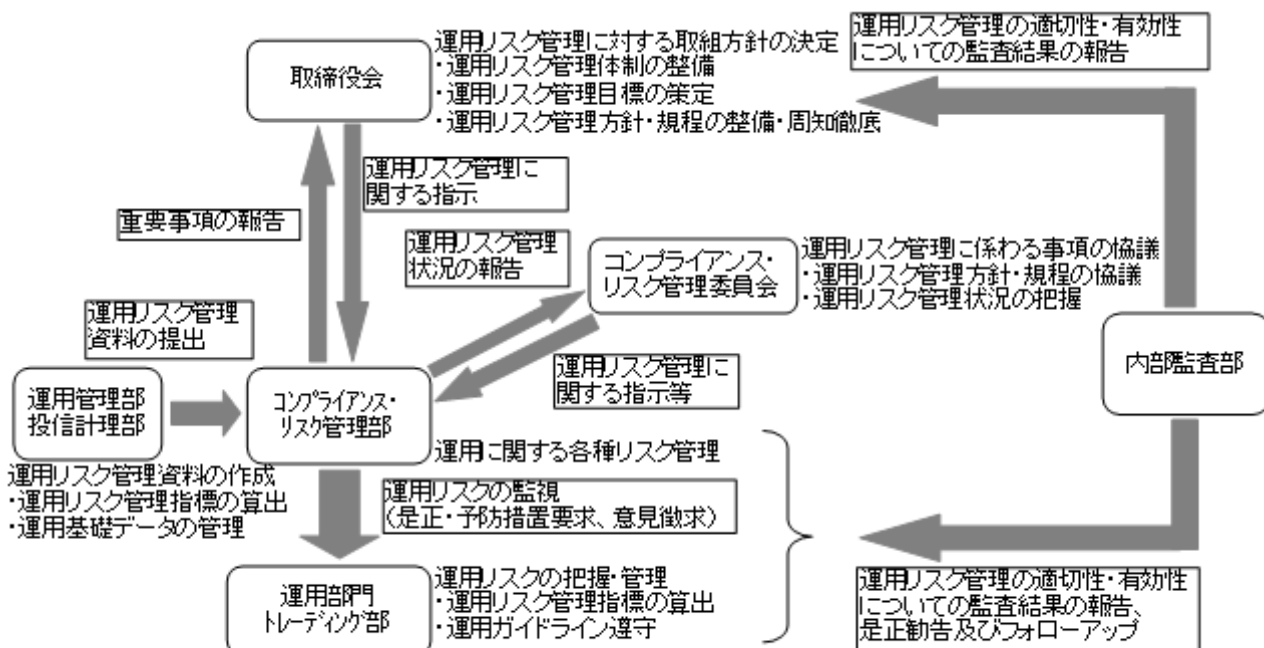 運用リスク管理に対する取組方針の決定
・運用リスク管理体制の整備
・運用リスク管理目標の策定
・運用リスク管理方針・規程の整備・周知徹底
取締役会
運用リスク管理の適切性・有効性
についての監査結果の報告
運用リスク管理に
関する指示
重要事項の報告
運用リスク管理
状況の報告
コンプライアンス・
リスク管理委員会
運用リスク管理に係わる事項の協議
・運用リスク管理方針・規程の協議
・運用リスク管理状況の把握
運用リスク管理
資料の提出
運用リスク管理に
関する指示等
内部監査部
運用管理部
投信計理部
コンプライアンス・
リスク管理部
運用に関する各種リスク管理
運用リスク管理資料の作成
・運用リスク管理指標の算出
・運用基礎データの管理
運用リスクの監視
(是正・予防措置要求、意見徴求)
運用部門
トレーディング部
運用リスクの把握・管理
・運用リスク管理指標の算出
・運用ガイドライン遵守
運用リスク管理の適切性・有効性
についての監査結果の報告、
是正勧告及びフォローアップ